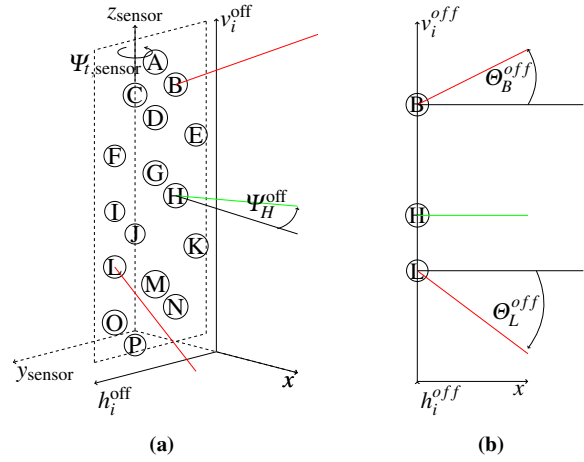 z_sensor
v_i^off
Ψ_t,sensor
A
B
C
D
E
F
G
H
Ψ_H^off
I
J
K
L
M
N
O
P
y_sensor
h_i^off
x
(a)
v_i^off
B
Θ_B^off
H
L
Θ_L^off
h_i^off
x
(b)